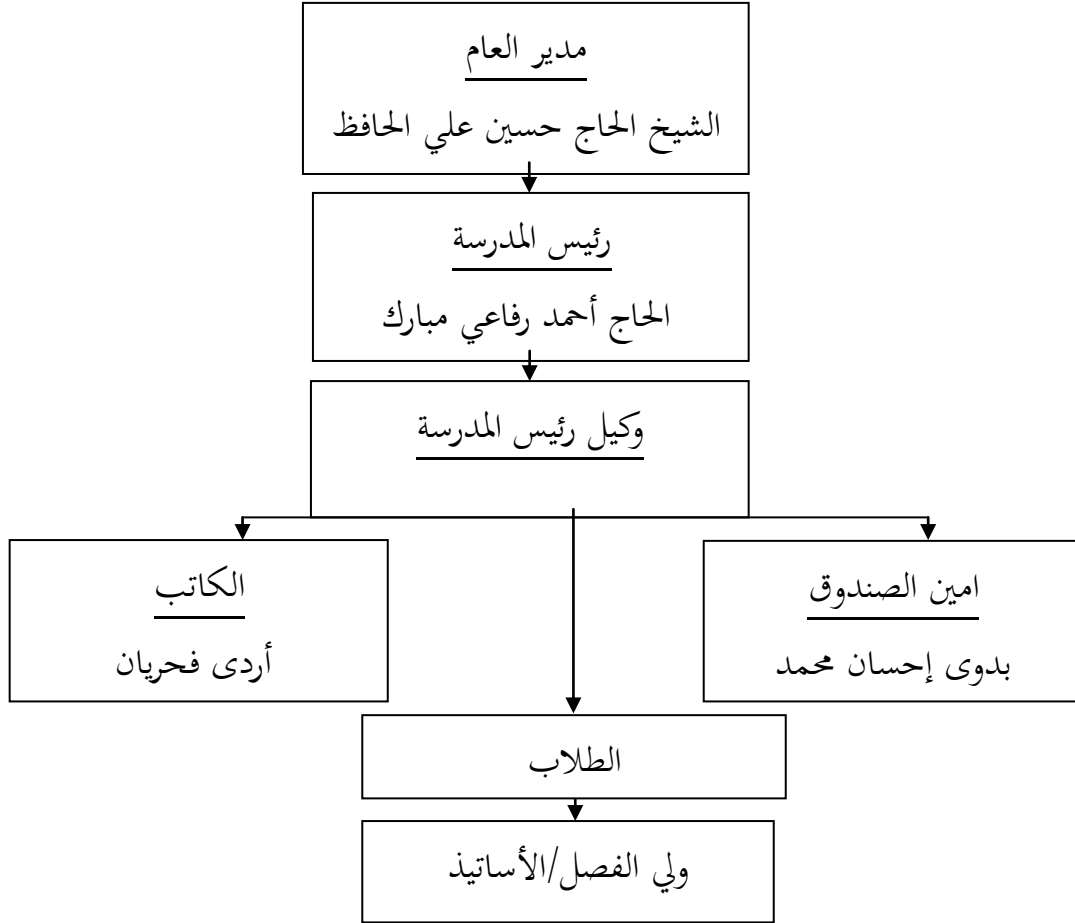 مدير العام
الشيخ الحاج حسين علي الحافظ
رئيس المدرسة
الحاج أحمد رفاعي مبارك
وكيل رئيس المدرسة
امين الصندوق
بدوى إحسان محمد
الكاتب
أردى فحريان
الطلاب
ولي الفصل/الأساتيذ